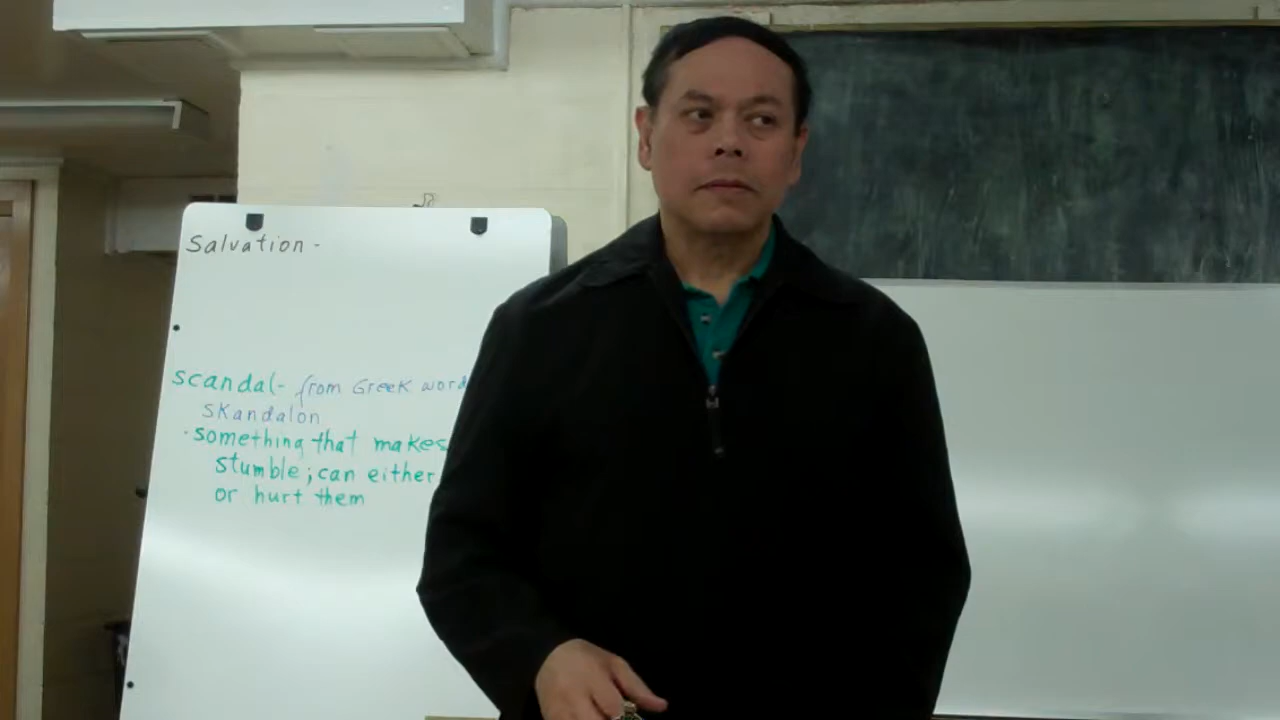 Salvation -
scandal- from Greek word
skandalon
· something that makes
stumble; can either
or hurt them